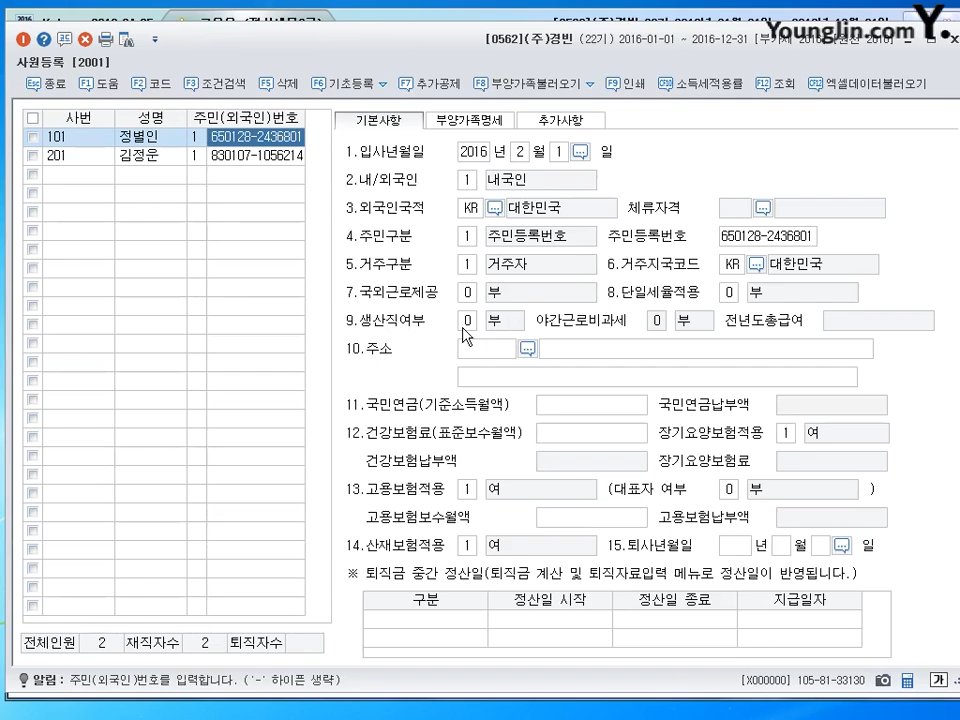 Younglin.com Y.
[0562](주)경빈 (22기) 2016-01-01 ~ 2016-12-31 [부가세 2016] [원천 2016]
사원등록 [2001]
Esc 종료 F1 도움 F2 코드 F3 조건검색 F5 삭제 F6 기초등록 F7 추가공제 F8 부양가족불러오기 F9 인쇄 CF10 소득세적용률 F12 조회 CF12 엑셀데이터불러오기
사번 성명 주민(외국인)번호
101 정별인 1 650128-2436801
201 김정운 1 830107-1056214
전체인원 2 재직자수 2 퇴직자수
기본사항 부양가족명세 추가사항
1.입사년월일 2016 년 2 월 1 일
2.내/외국인 1 내국인
3.외국인국적 KR 대한민국 체류자격
4.주민구분 1 주민등록번호 주민등록번호 650128-2436801
5.거주구분 1 거주자 6.거주지국코드 KR 대한민국
7.국외근로제공 0 부 8.단일세율적용 0 부
9.생산직여부 0 부 야간근로비과세 0 부 전년도총급여
10.주소
11.국민연금(기준소득월액) 국민연금납부액
12.건강보험료(표준보수월액) 장기요양보험적용 1 여
건강보험납부액 장기요양보험료
13.고용보험적용 1 여 (대표자 여부 0 부 )
고용보험보수월액 고용보험납부액
14.산재보험적용 1 여 15.퇴사년월일 년 월 일
※ 퇴직금 중간 정산일(퇴직금 계산 및 퇴직자료입력 메뉴로 정산일이 반영됩니다.)
구분 정산일 시작 정산일 종료 지급일자
알림 : 주민(외국인)번호를 입력합니다. ( '-' 하이픈 생략) [X000000] 105-81-33130 가